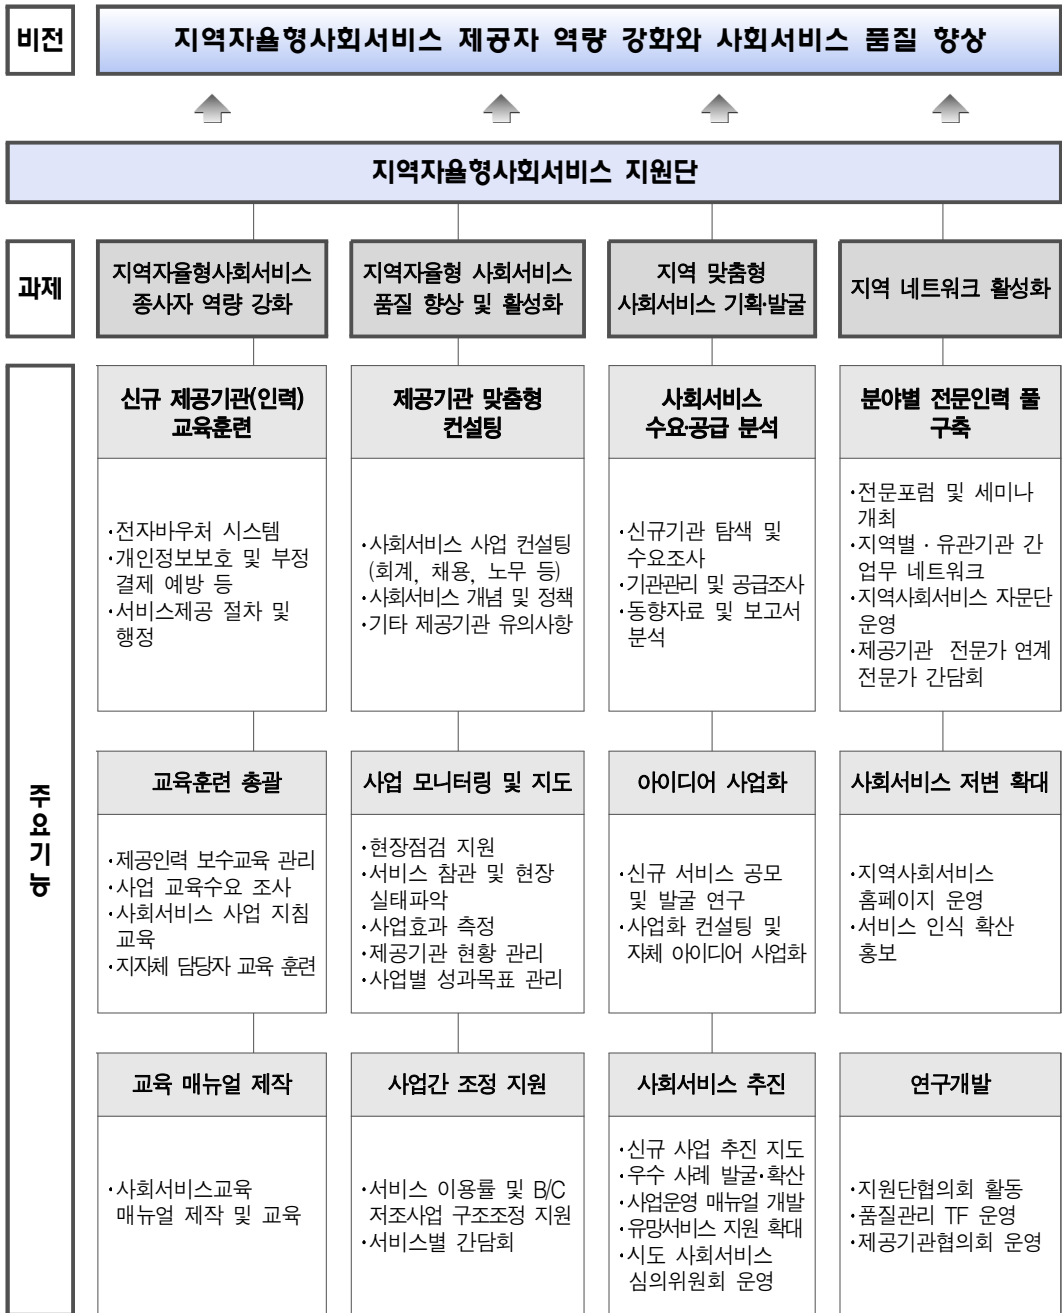 비전
지역자율형사회서비스 제공자 역량 강화와 사회서비스 품질 향상
지역자율형사회서비스 지원단
과제
지역자율형사회서비스
종사자 역량 강화
지역자율형 사회서비스
품질 향상 및 활성화
지역 맞춤형
사회서비스 기획·발굴
지역 네트워크 활성화
주요기능
신규 제공기관(인력)
교육훈련
·전자바우처 시스템
·개인정보보호 및 부정
결제 예방 등
·서비스제공 절차 및
행정
제공기관 맞춤형
컨설팅
·사회서비스 사업 컨설팅
(회계, 채용, 노무 등)
·사회서비스 개념 및 정책
·기타 제공기관 유의사항
사회서비스
수요·공급 분석
·신규기관 탐색 및
수요조사
·기관관리 및 공급조사
·동향자료 및 보고서
분석
분야별 전문인력 풀
구축
·전문포럼 및 세미나
개최
·지역별 · 유관기관 간
업무 네트워크
·지역사회서비스 자문단
운영
·제공기관 전문가 연계
전문가 간담회
교육훈련 총괄
·제공인력 보수교육 관리
·사업 교육수요 조사
·사회서비스 사업 지침
교육
·지자체 담당자 교육 훈련
사업 모니터링 및 지도
·현장점검 지원
·서비스 참관 및 현장
실태파악
·사업효과 측정
·제공기관 현황 관리
·사업별 성과목표 관리
아이디어 사업화
·신규 서비스 공모
및 발굴 연구
·사업화 컨설팅 및
자체 아이디어 사업화
사회서비스 저변 확대
·지역사회서비스
홈페이지 운영
·서비스 인식 확산
홍보
교육 매뉴얼 제작
·사회서비스교육
매뉴얼 제작 및 교육
사업간 조정 지원
·서비스 이용률 및 B/C
저조사업 구조조정 지원
·서비스별 간담회
사회서비스 추진
·신규 사업 추진 지도
·우수 사례 발굴·확산
·사업운영 매뉴얼 개발
·유망서비스 지원 확대
·시도 사회서비스
심의위원회 운영
연구개발
·지원단협의회 활동
·품질관리 TF 운영
·제공기관협의회 운영